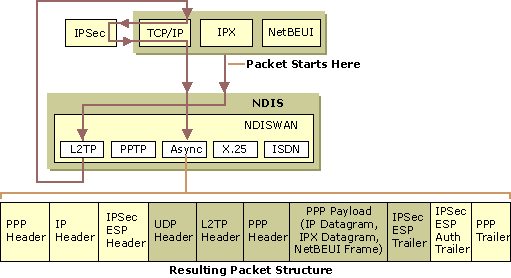 IPSec TCP/IP IPX NetBEUI
Packet Starts Here
NDIS
NDISWAN
L2TP PPTP Async X.25 ISDN
PPP Header
IP Header
IPSec ESP Header
UDP Header
L2TP Header
PPP Header
PPP Payload (IP Datagram, IPX Datagram, NetBEUI Frame)
IPSec ESP Trailer
IPSec ESP Auth Trailer
PPP Trailer
Resulting Packet Structure